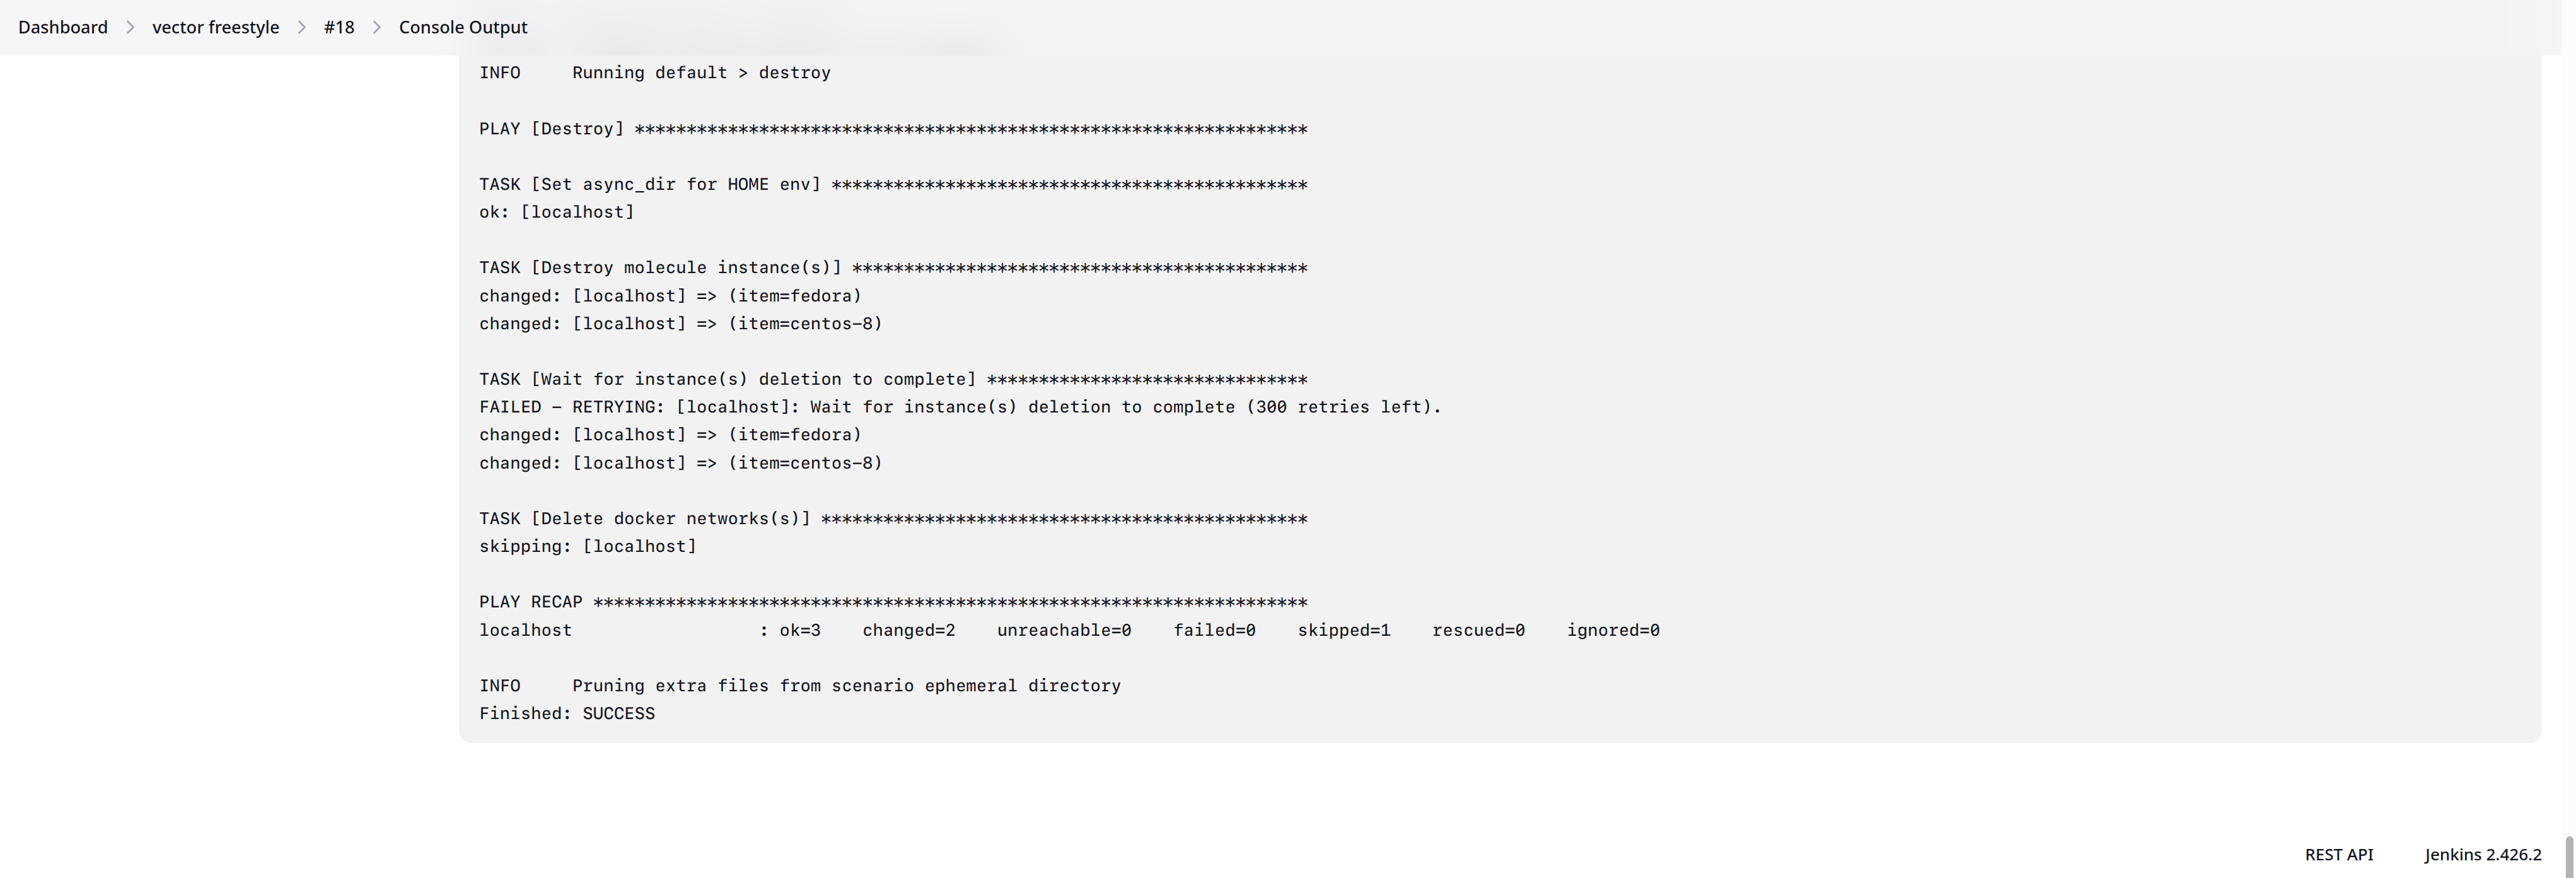 Dashboard > vector freestyle > #18 > Console Output
INFO     Running default > destroy
PLAY [Destroy] *****************************************************************
TASK [Set async_dir for HOME env] **********************************************
ok: [localhost]
TASK [Destroy molecule instance(s)] ********************************************
changed: [localhost] => (item=fedora)
changed: [localhost] => (item=centos-8)
TASK [Wait for instance(s) deletion to complete] *******************************
FAILED - RETRYING: [localhost]: Wait for instance(s) deletion to complete (300 retries left).
changed: [localhost] => (item=fedora)
changed: [localhost] => (item=centos-8)
TASK [Delete docker networks(s)] ***********************************************
skipping: [localhost]
PLAY RECAP *********************************************************************
localhost                  : ok=3    changed=2    unreachable=0    failed=0    skipped=1    rescued=0    ignored=0
INFO     Pruning extra files from scenario ephemeral directory
Finished: SUCCESS
REST API     Jenkins 2.426.2